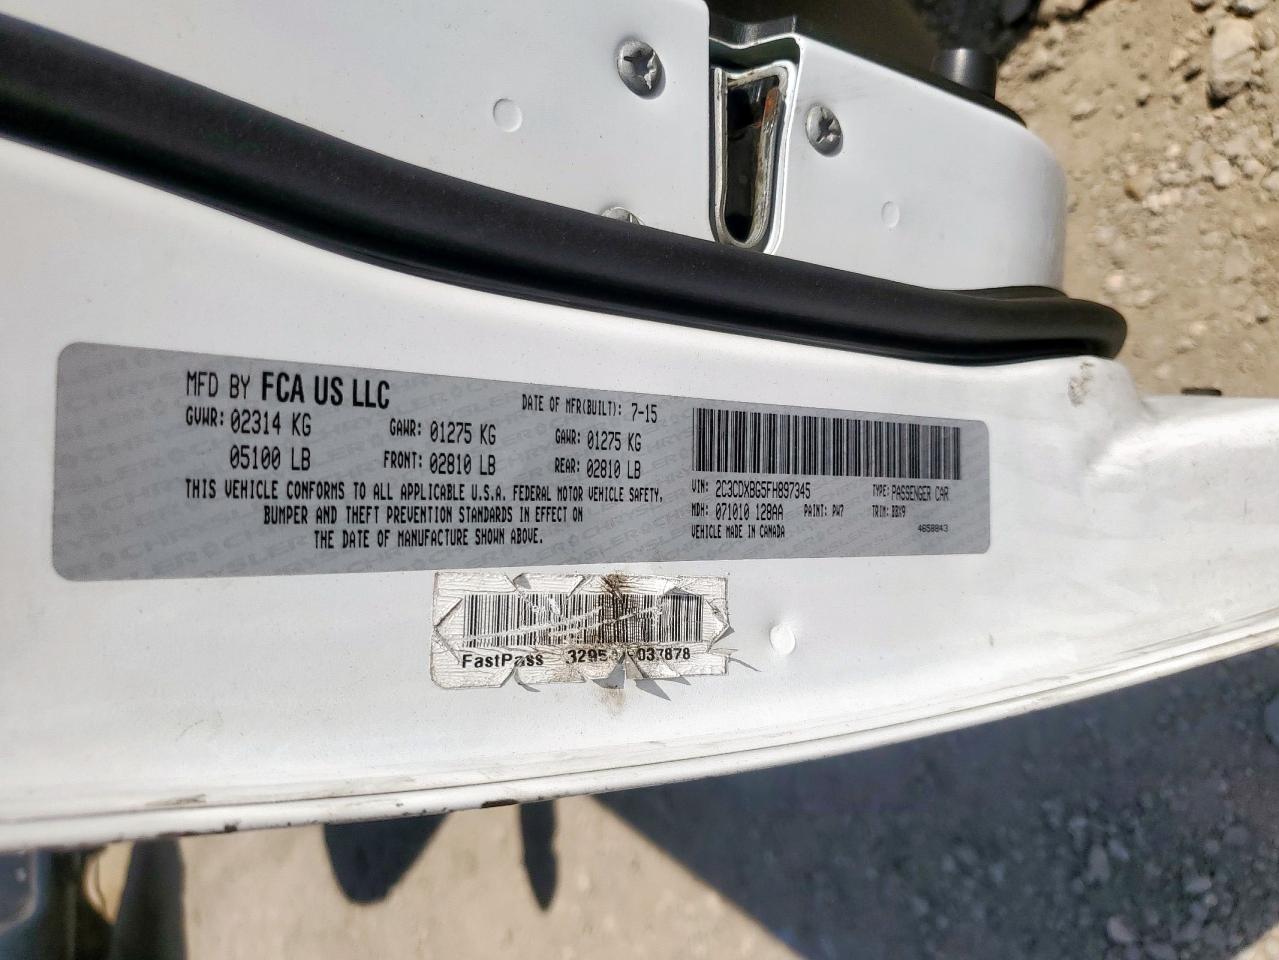 MFD BY FCA US LLC DATE OF MFR(BUILT): 7-15
GVWR: 02314 KG GAWR: 01275 KG GAWR: 01275 KG
05100 LB FRONT: 02810 LB REAR: 02810 LB
THIS VEHICLE CONFORMS TO ALL APPLICABLE U.S.A. FEDERAL MOTOR VEHICLE SAFETY,
BUMPER AND THEFT PREVENTION STANDARDS IN EFFECT ON
THE DATE OF MANUFACTURE SHOWN ABOVE.
VIN: 2C3CDXBG5FH897345 TYPE: PASSENGER CAR
MDH: 071010 128AA PAINT: PW7 TRIM: BBX9
VEHICLE MADE IN CANADA 4658843
FastPass